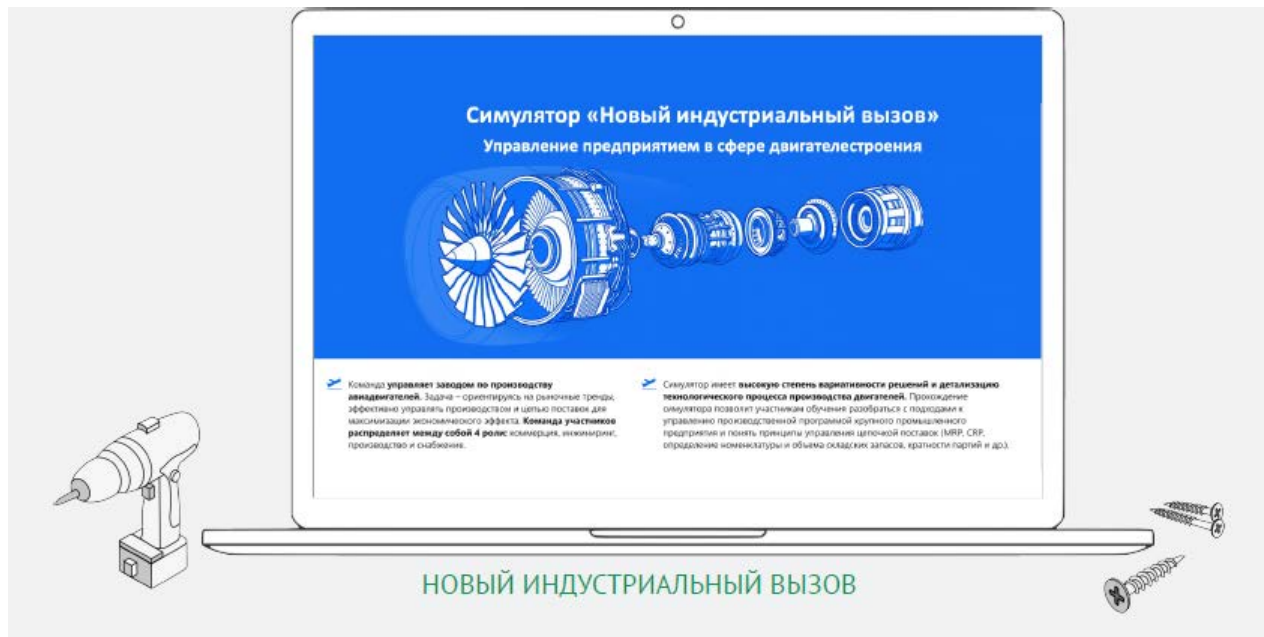 Симулятор «Новый индустриальный вызов»
Управление предприятием в сфере двигателестроения
Команда управляет заводом по производству
авиадвигателей. Задача – ориентируясь на рыночные тренды,
эффективно управлять производством и цепью поставок для
максимизации экономического эффекта. Команда участников
распределяет между собой 4 роли: коммерция, инжиниринг,
производство и снабжение.
Симулятор имеет высокую степень вариативности решений и детализацию
технологического процесса производства двигателей. Прохождение
симулятора позволит участникам обучения разобраться с подходами к
управлению производственной программой крупного промышленного
предприятия и понять принципы управления цепочкой поставок (MRP, CRP,
определение номенклатуры и объема складских запасов, кратности партий и др.).
НОВЫЙ ИНДУСТРИАЛЬНЫЙ ВЫЗОВ